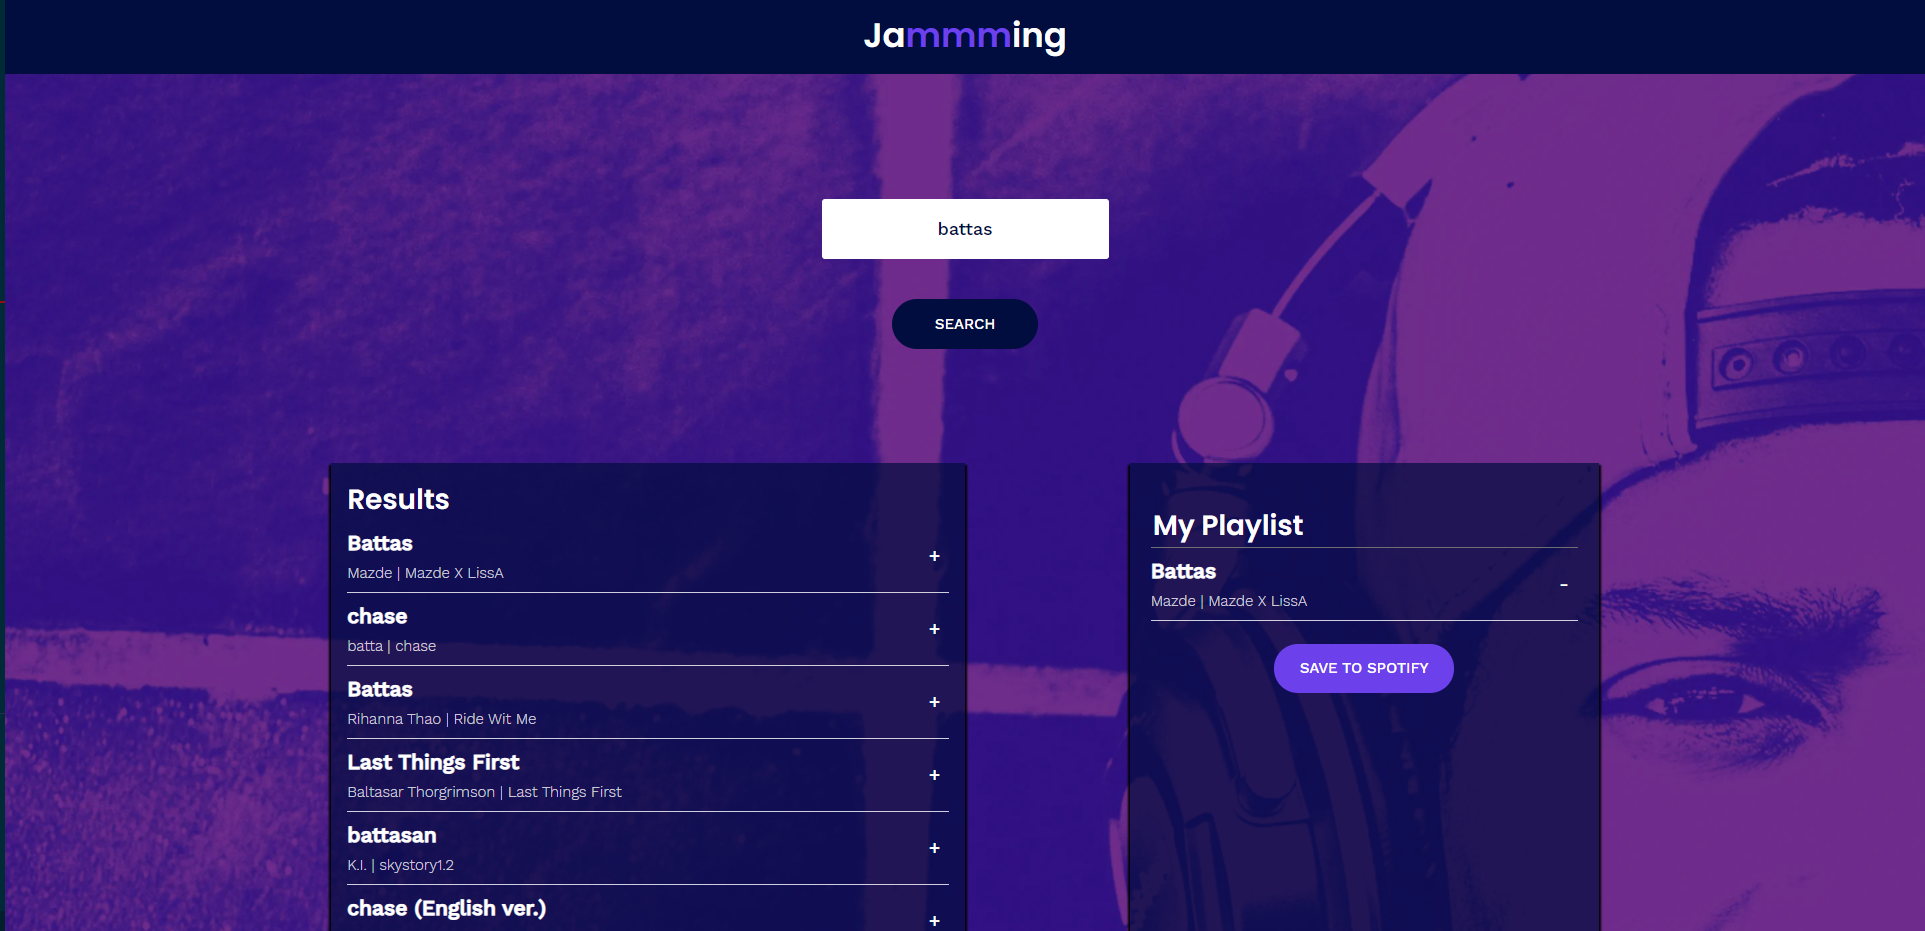 Jammming
battas
SEARCH
Results
Battas
Mazde | Mazde X LissA
+
chase
batta | chase
+
Battas
Rihanna Thao | Ride Wit Me
+
Last Things First
Baltasar Thorgrimson | Last Things First
+
battasan
K.I. | skystory1.2
+
chase (English ver.)
+
My Playlist
Battas
Mazde | Mazde X LissA
-
SAVE TO SPOTIFY